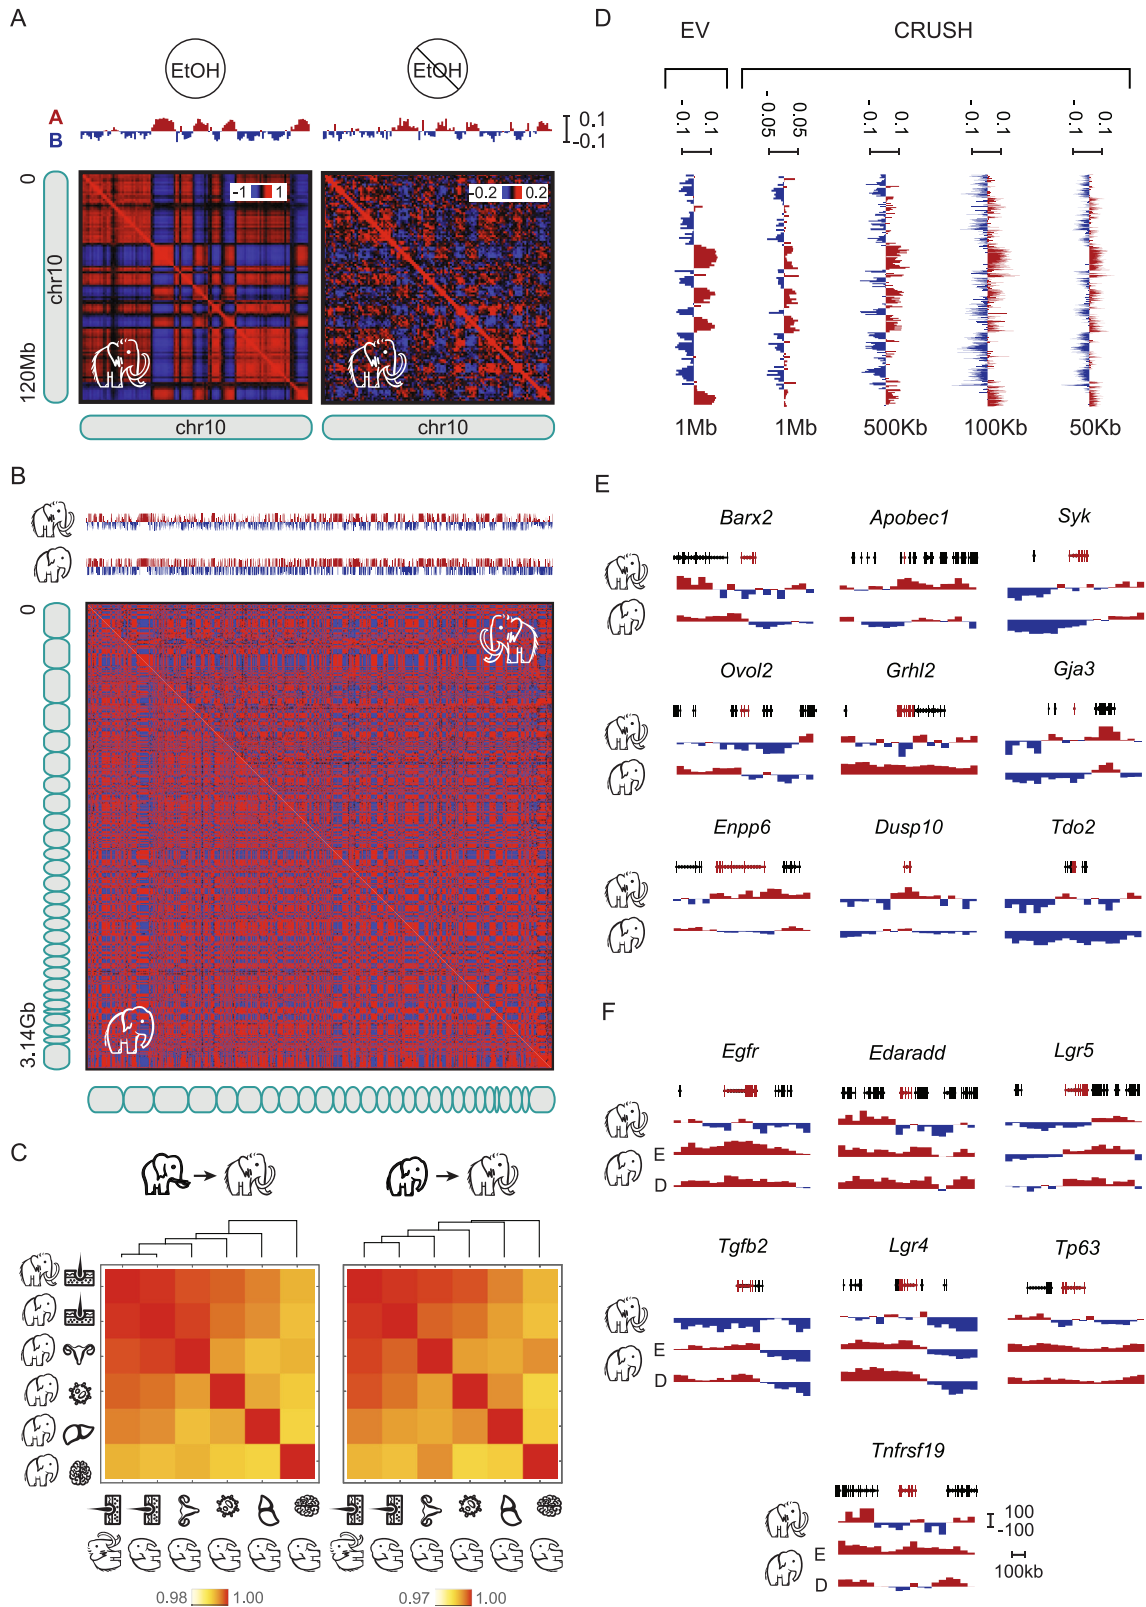 A
EtOH
EtOH
A
B
0.1
-0.1
0
chr10
120Mb
-1 1
-0.2 0.2
chr10
chr10
B
0
3.14Gb
C
0.98 1.00
0.97 1.00
D
EV
CRUSH
-0.1 0.1
-0.05 0.05
-0.1 0.1
-0.1 0.1
-0.1 0.1
1Mb 1Mb 500Kb 100Kb 50Kb
E
Barx2 Apobec1 Syk
Ovol2 Grhl2 Gja3
Enpp6 Dusp10 Tdo2
F
Egfr Edaradd Lgr5
E
D
Tgfb2 Lgr4 Tp63
E
D
Tnfrsf19
100
-100
E
100kb
D